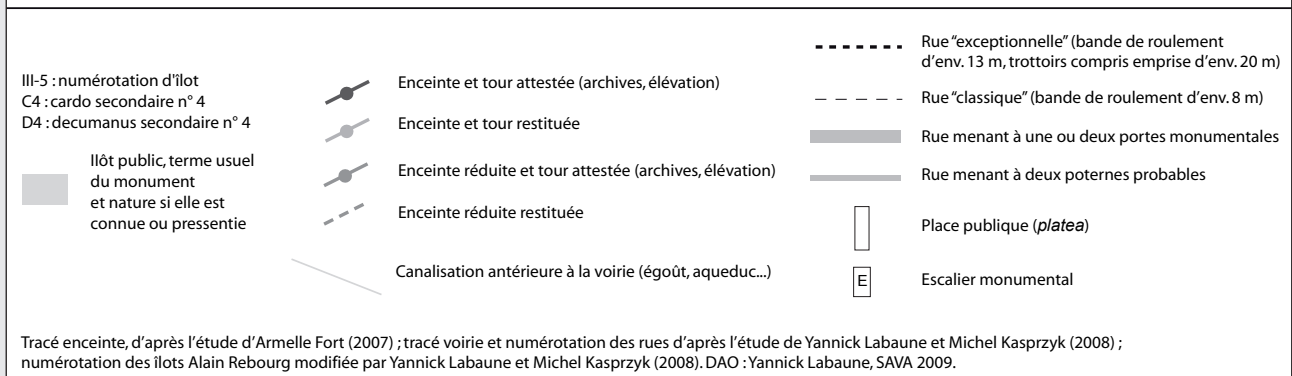 III-5 : numérotation d'îlot
C4 : cardo secondaire n° 4
D4 : decumanus secondaire n° 4
Ilôt public, terme usuel
du monument
et nature si elle est
connue ou pressentie
Enceinte et tour attestée (archives, élévation)
Enceinte et tour restituée
Enceinte réduite et tour attestée (archives, élévation)
Enceinte réduite restituée
Canalisation antérieure à la voirie (égoût, aqueduc...)
Rue "exceptionnelle" (bande de roulement
d'env. 13 m, trottoirs compris emprise d'env. 20 m)
Rue "classique" (bande de roulement d'env. 8 m)
Rue menant à une ou deux portes monumentales
Rue menant à deux poternes probables
Place publique (platea)
E Escalier monumental
Tracé enceinte, d'après l'étude d'Armelle Fort (2007) ; tracé voirie et numérotation des rues d'après l'étude de Yannick Labaune et Michel Kasprzyk (2008) ;
numérotation des îlots Alain Rebourg modifiée par Yannick Labaune et Michel Kasprzyk (2008). DAO : Yannick Labaune, SAVA 2009.